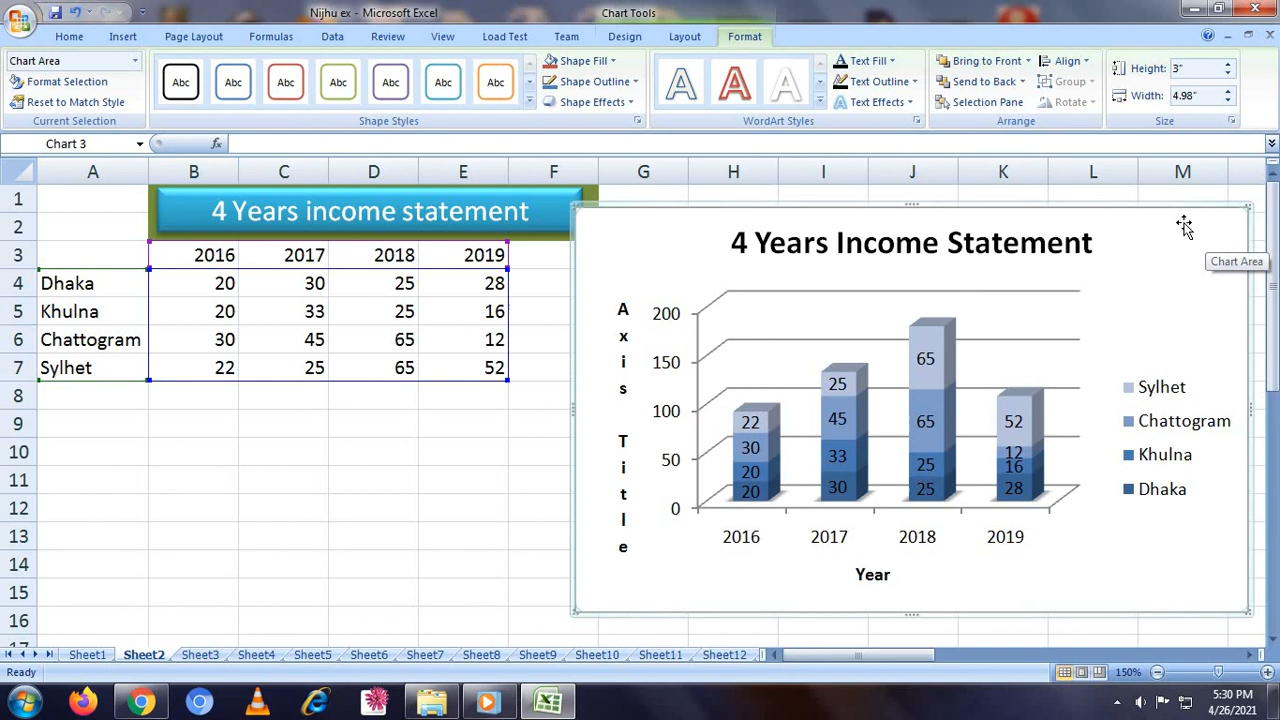 Nijhu ex - Microsoft Excel
Chart Tools
Home Insert Page Layout Formulas Data Review View Load Test Team Design Layout Format
Chart Area
Format Selection
Reset to Match Style
Current Selection
Abc Abc Abc Abc Abc Abc Abc
Shape Fill
Shape Outline
Shape Effects
Shape Styles
A A A
Text Fill
Text Outline
Text Effects
WordArt Styles
Bring to Front
Send to Back
Selection Pane
Align
Group
Rotate
Arrange
Height: 3"
Width: 4.98"
Size
Chart 3
fx
A B C D E F G H I J K L M
1
2
4 Years income statement
3 2016 2017 2018 2019
4 Dhaka 20 30 25 28
5 Khulna 20 33 25 16
6 Chattogram 30 45 65 12
7 Sylhet 22 25 65 52
8
9
10
11
12
13
14
15
16
17
4 Years Income Statement
Chart Area
Axis Title
200
150
100
50
0
22 30 20 20
25 45 33 30
65 65 25 25
52 12 16 28
2016 2017 2018 2019
Year
Sylhet
Chattogram
Khulna
Dhaka
Sheet1 Sheet2 Sheet3 Sheet4 Sheet5 Sheet6 Sheet7 Sheet8 Sheet9 Sheet10 Sheet11 Sheet12
Ready
150%
5:30 PM
4/26/2021